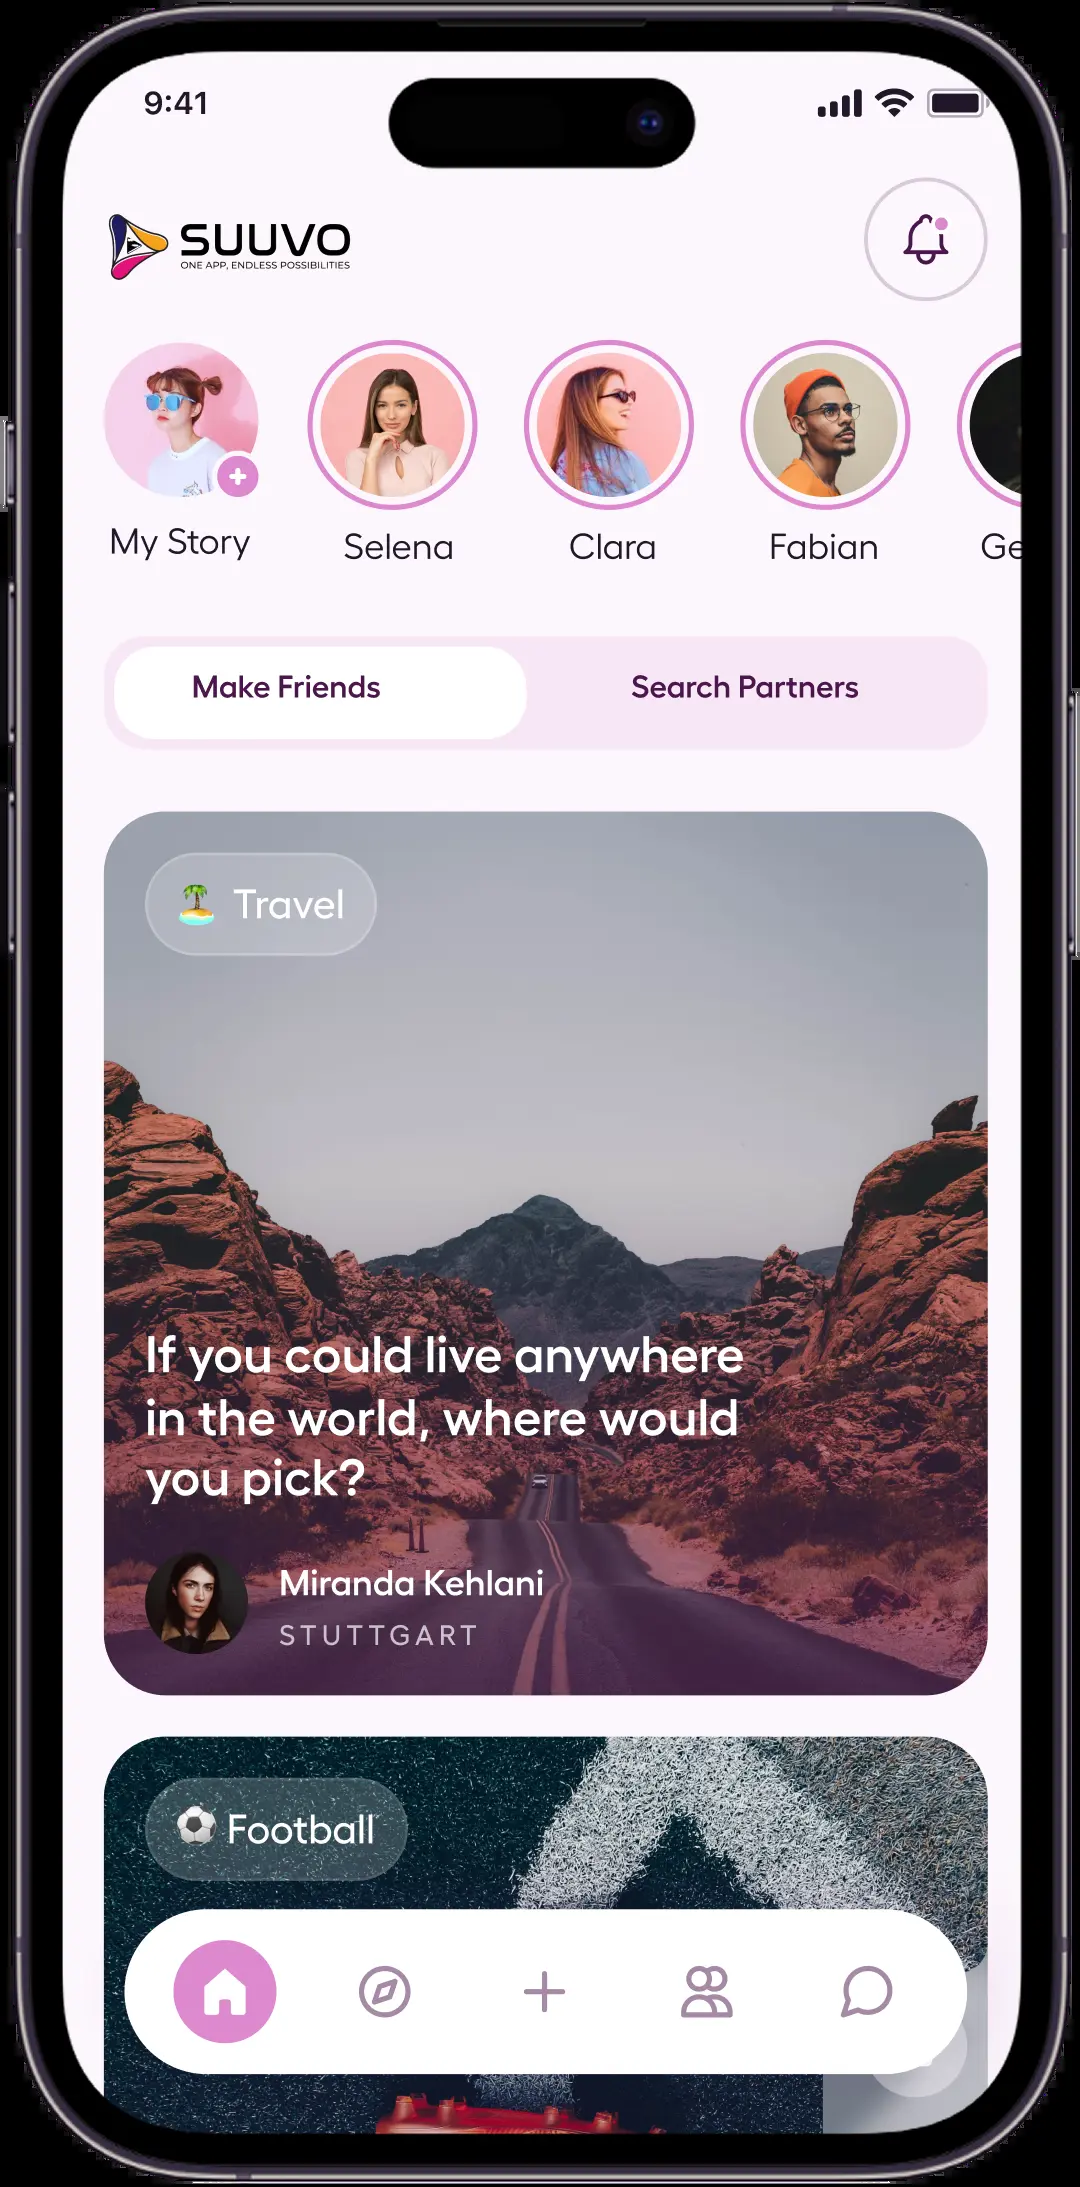 9:41
SUUVO
ONE APP, ENDLESS POSSIBILITIES
My Story
Selena
Clara
Fabian
Ge
Make Friends
Search Partners
Travel
If you could live anywhere
in the world, where would
you pick?
Miranda Kehlani
STUTTGART
Football